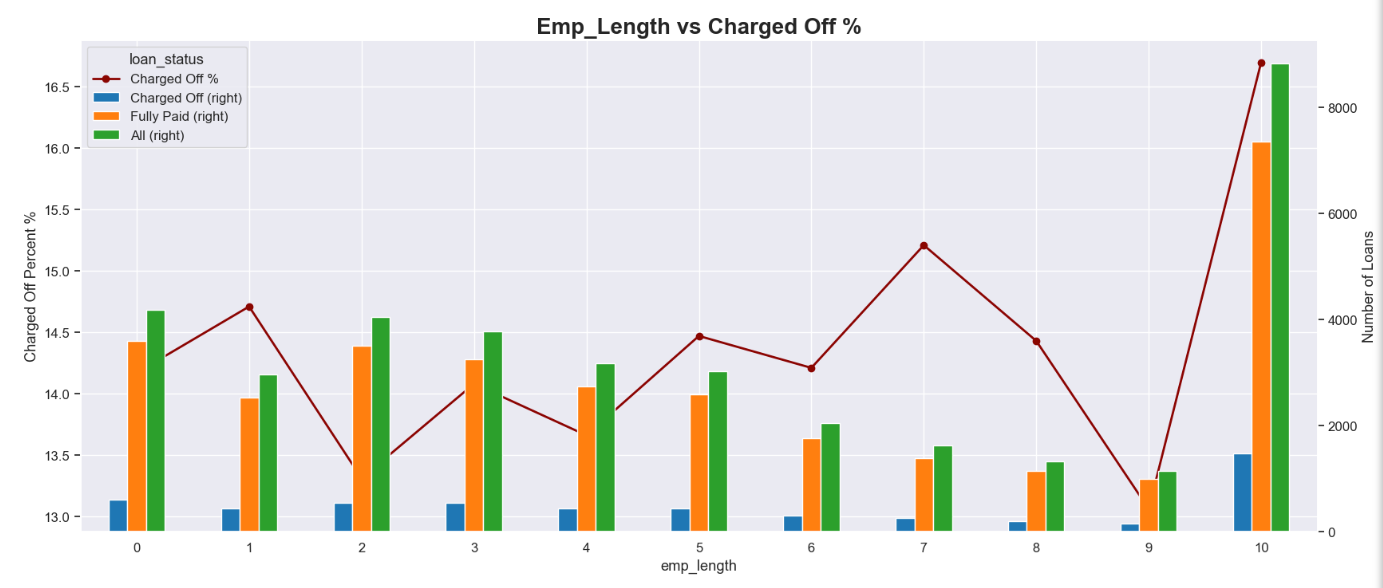 Emp_Length vs Charged Off %
loan_status
Charged Off %
Charged Off (right)
Fully Paid (right)
All (right)
Charged Off Percent %
16.5
16.0
15.5
15.0
14.5
14.0
13.5
13.0
8000
6000
4000
2000
0
Number of Loans
0 1 2 3 4 5 6 7 8 9 10
emp_length